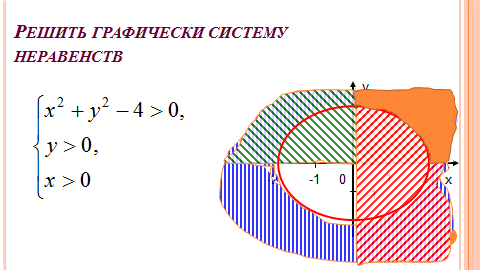 РЕШИТЬ ГРАФИЧЕСКИ СИСТЕМУ
НЕРАВЕНСТВ
x² + y² − 4 > 0,
y > 0,
x > 0
y
-1 0 x